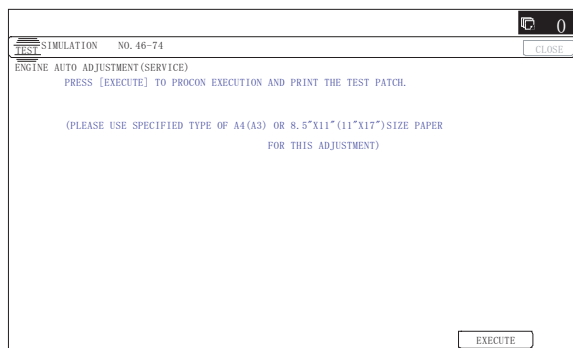 0
TEST SIMULATION NO.46-74
CLOSE
ENGINE AUTO ADJUSTMENT(SERVICE)
PRESS [EXECUTE] TO PROCON EXECUTION AND PRINT THE TEST PATCH.
(PLEASE USE SPECIFIED TYPE OF A4(A3) OR 8.5"X11"(11"X17")SIZE PAPER
FOR THIS ADJUSTMENT)
EXECUTE